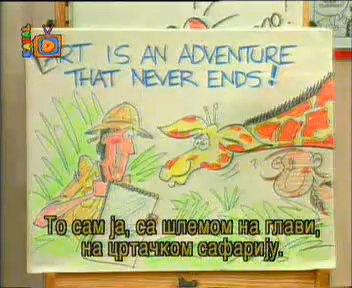 ART IS AN ADVENTURE
THAT NEVER ENDS!
То сам ја, са шлемом на глави,
на цртачком сафарију.